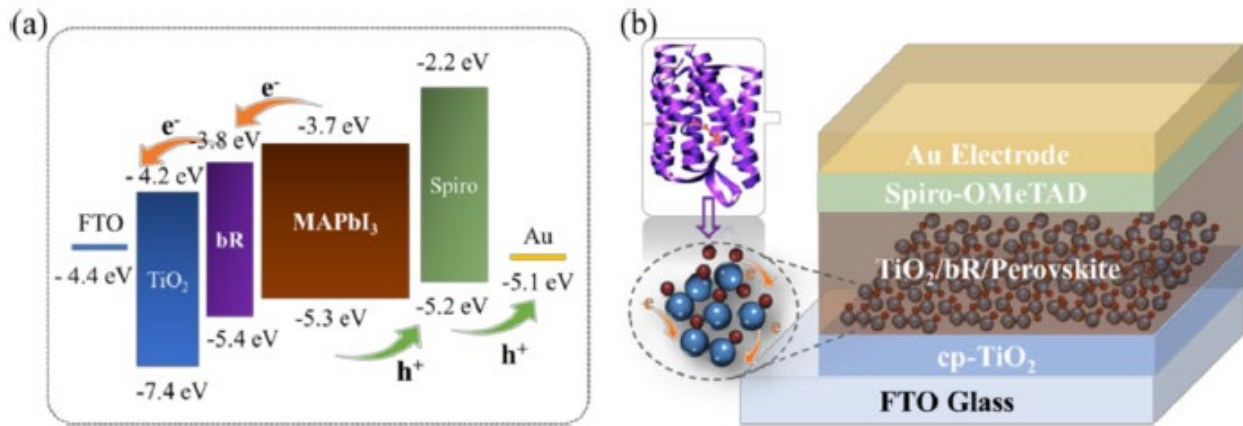 (a)
-2.2 eV
e⁻
e⁻
-3.8 eV
-3.7 eV
- 4.2 eV
FTO
TiO₂
bR
MAPbI₃
Spiro
Au
- 4.4 eV
-5.1 eV
-5.4 eV
-5.3 eV
-5.2 eV
h⁺
h⁺
-7.4 eV
(b)
Au Electrode
Spiro-OMeTAD
TiO₂/bR/Perovskite
e
e
e
cp-TiO₂
FTO Glass